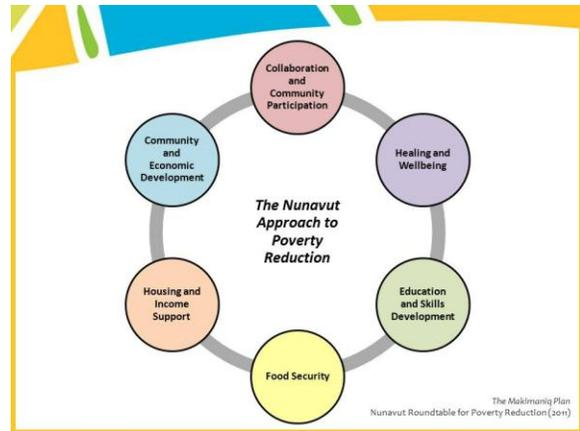 Collaboration
and
Community
Participation
Healing and
Wellbeing
Education
and Skills
Development
Food Security
Housing and
Income
Support
Community
and
Economic
Development
The Nunavut
Approach to
Poverty
Reduction
The Makimaniq Plan
Nunavut Roundtable for Poverty Reduction (2011)